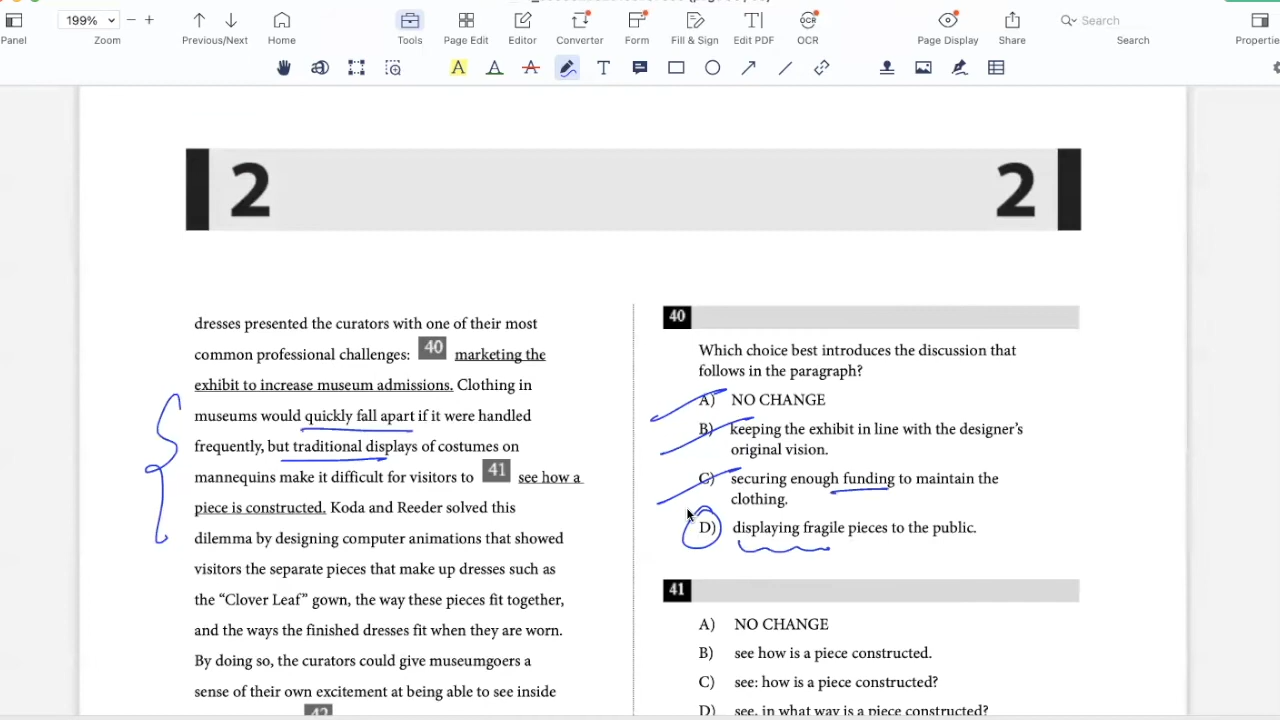 199%
Search
Panel
Zoom
Previous/Next
Home
Tools
Page Edit
Editor
Converter
Form
Fill & Sign
Edit PDF
OCR
Page Display
Share
Search
Propertie
2
2
dresses presented the curators with one of their most
common professional challenges: 40 marketing the
exhibit to increase museum admissions. Clothing in
museums would quickly fall apart if it were handled
frequently, but traditional displays of costumes on
mannequins make it difficult for visitors to 41 see how a
piece is constructed. Koda and Reeder solved this
dilemma by designing computer animations that showed
visitors the separate pieces that make up dresses such as
the “Clover Leaf” gown, the way these pieces fit together,
and the ways the finished dresses fit when they are worn.
By doing so, the curators could give museumgoers a
sense of their own excitement at being able to see inside
42
40
Which choice best introduces the discussion that
follows in the paragraph?
A) NO CHANGE
B) keeping the exhibit in line with the designer’s
original vision.
C) securing enough funding to maintain the
clothing.
D) displaying fragile pieces to the public.
41
A) NO CHANGE
B) see how is a piece constructed.
C) see: how is a piece constructed?
D) see, in what way is a piece constructed?